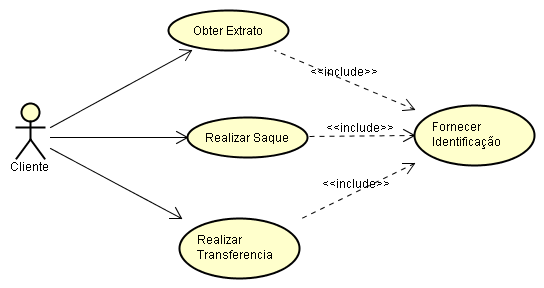 Obter Extrato
<<include>>
Cliente
Realizar Saque
<<include>>
Fornecer
Identificação
<<include>>
Realizar
Transferencia